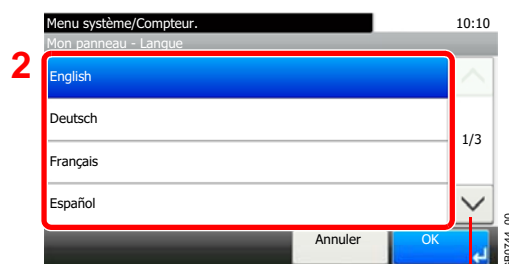 Menu système/Compteur. 10:10
Mon panneau - Langue
2
English
Deutsch
1/3
Français
Español
Annuler OK